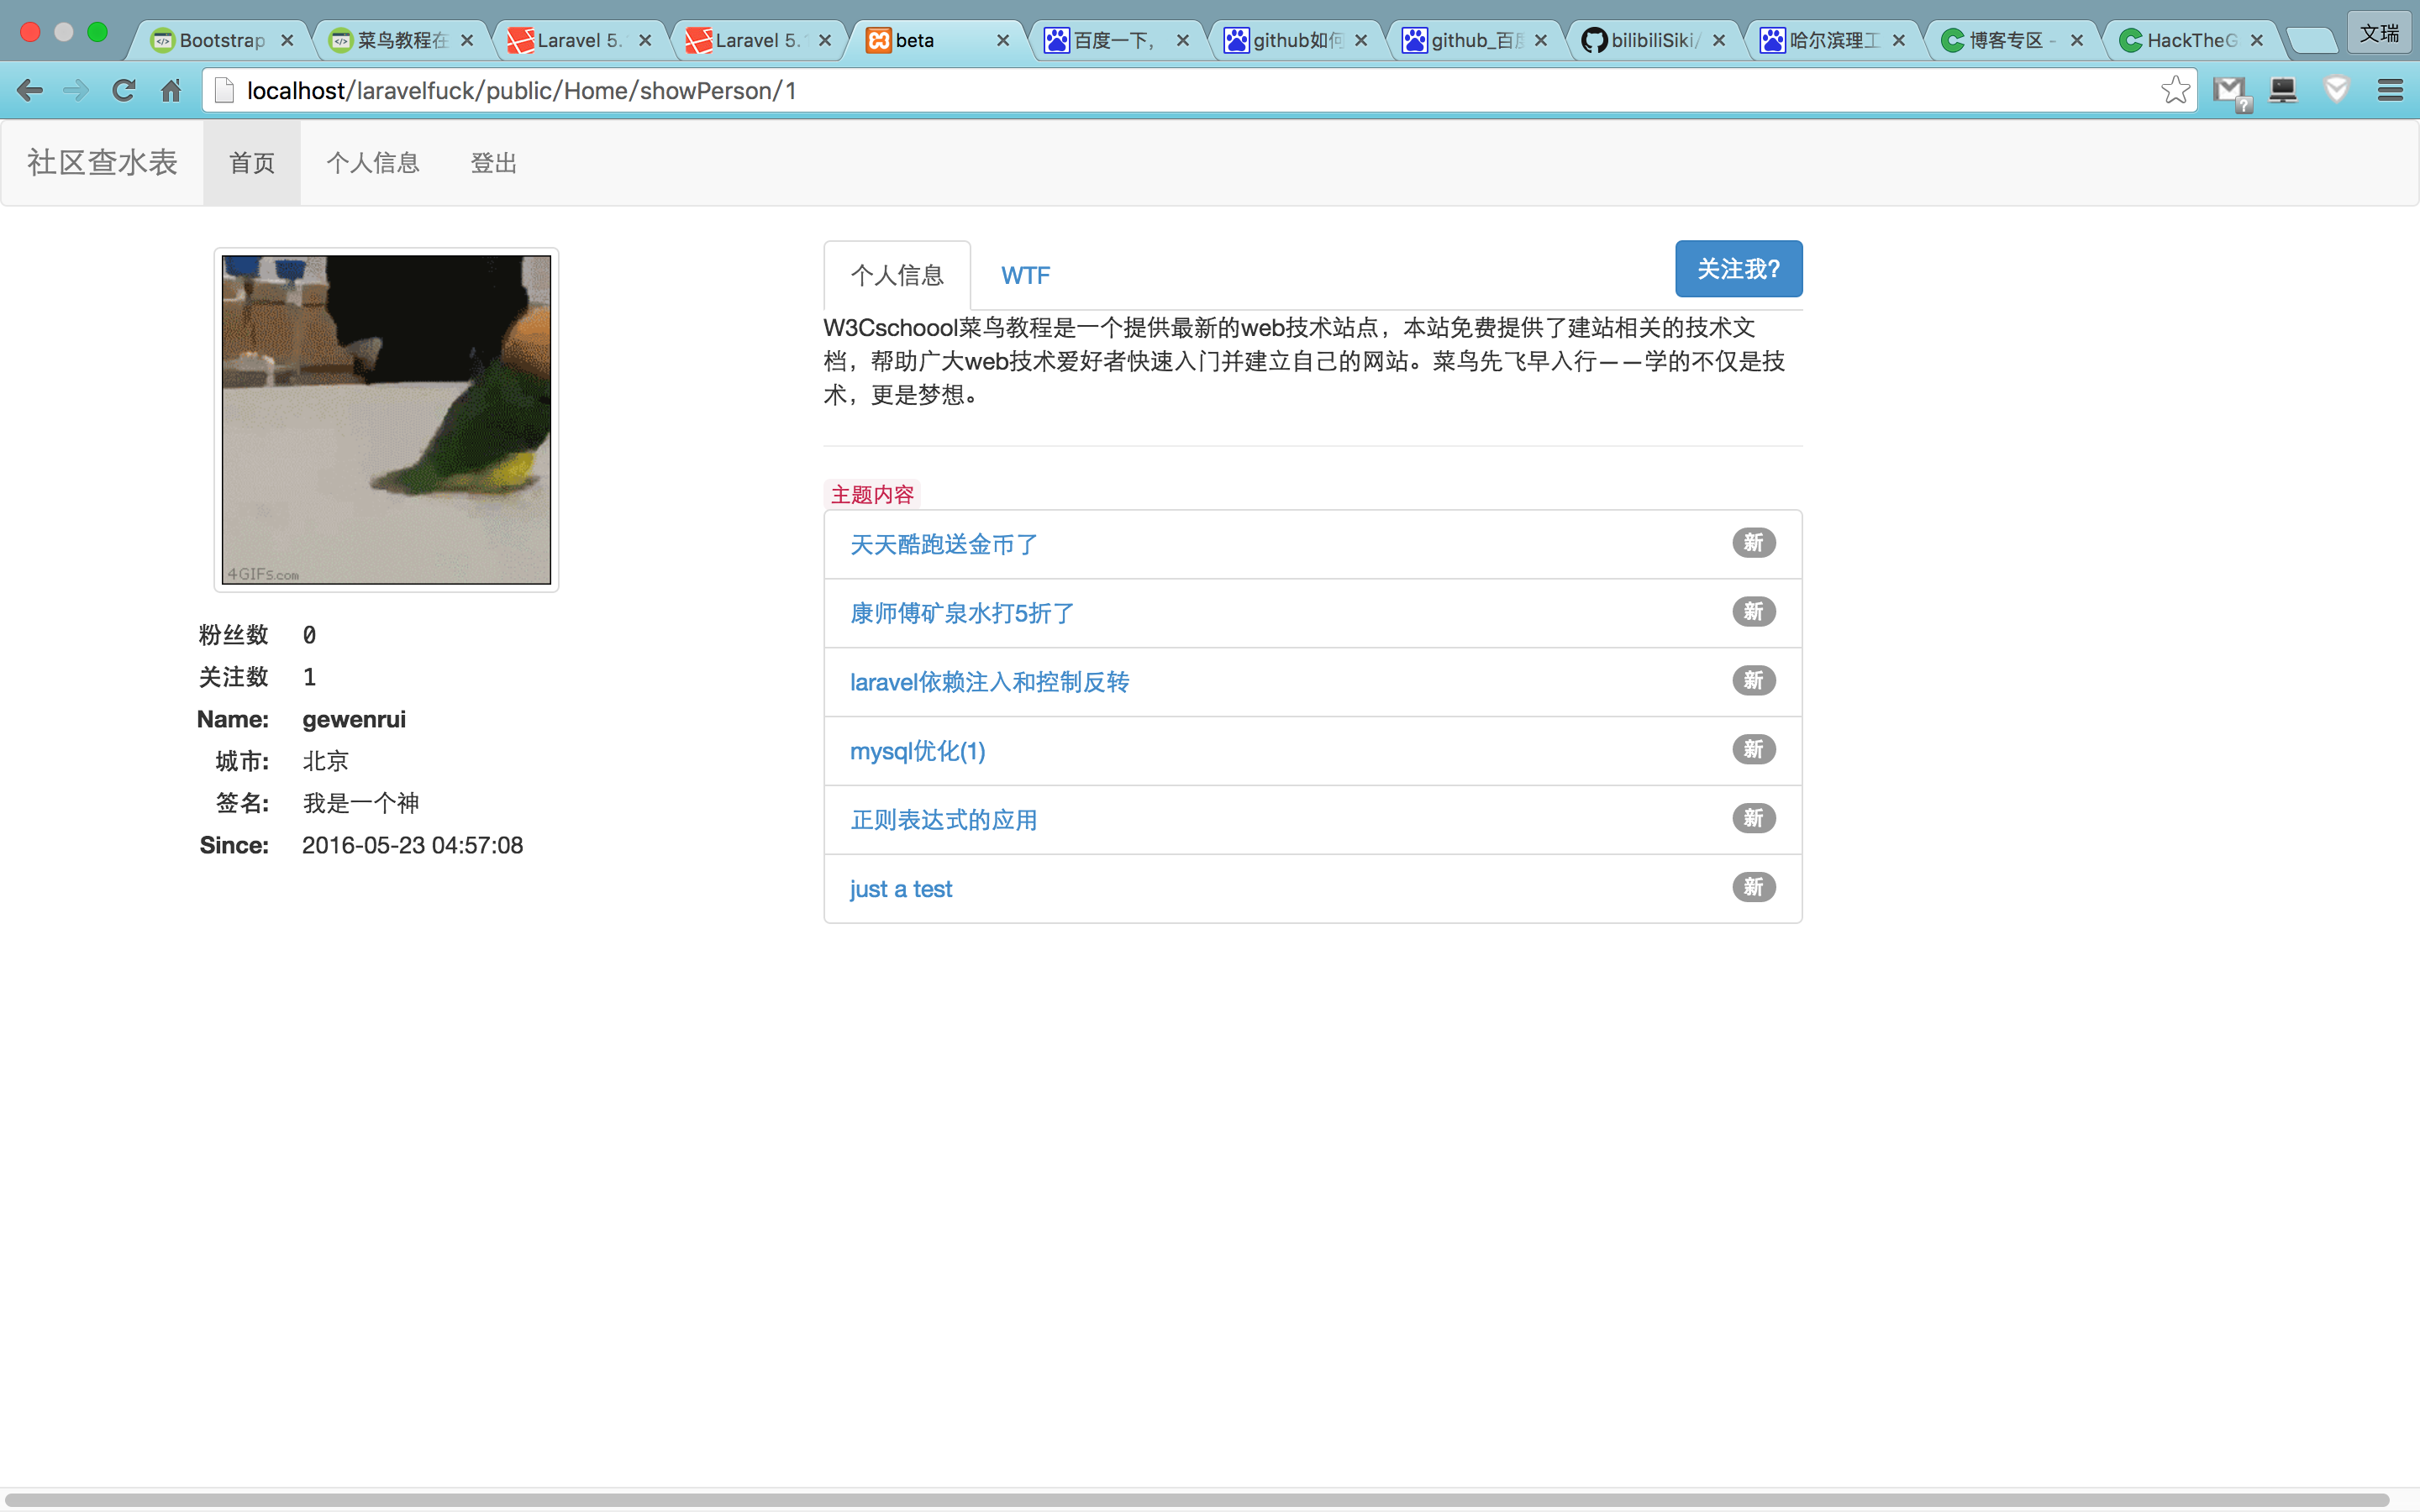 Bootstrap
菜鸟教程在
Laravel 5.
Laravel 5.
beta
百度一下，
github如何
github_百度
bilibiliSiki/
哈尔滨理工
博客专区 -
HackTheG
文瑞
localhost/laravelfuck/public/Home/showPerson/1
社区查水表 首页 个人信息 登出
4GIFs.com
粉丝数 0
关注数 1
Name: gewenrui
城市: 北京
签名: 我是一个神
Since: 2016-05-23 04:57:08
个人信息 WTF 关注我?
W3Cschoool菜鸟教程是一个提供最新的web技术站点，本站免费提供了建站相关的技术文
档，帮助广大web技术爱好者快速入门并建立自己的网站。菜鸟先飞早入行——学的不仅是技
术，更是梦想。
主题内容
天天酷跑送金币了 新
康师傅矿泉水打5折了 新
laravel依赖注入和控制反转 新
mysql优化(1) 新
正则表达式的应用 新
just a test 新